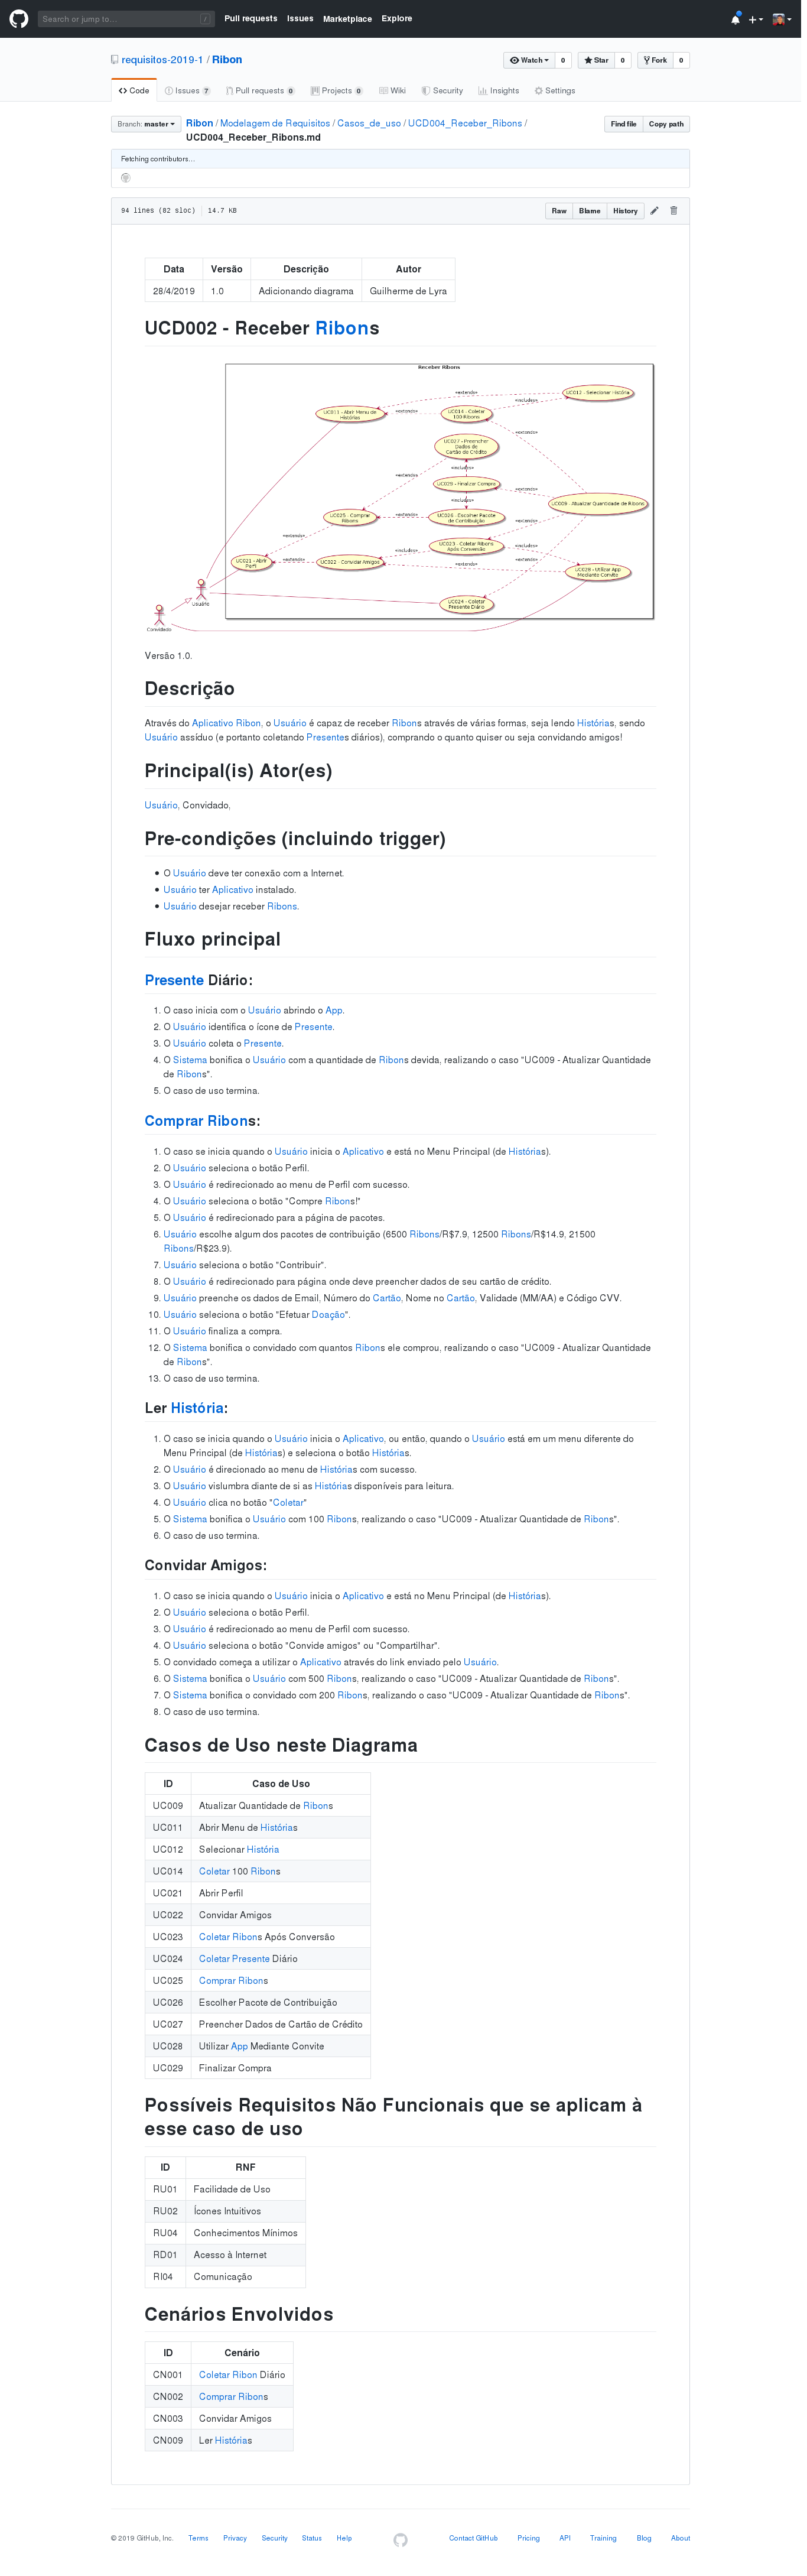 Search or jump to...
/
Pull requests Issues Marketplace Explore
requisitos-2019-1 / Ribon
Watch 0 Star 0 Fork 0
Code Issues 7 Pull requests 0 Projects 0 Wiki Security Insights Settings
Branch: master
Ribon / Modelagem de Requisitos / Casos_de_uso / UCD004_Receber_Ribons /
UCD004_Receber_Ribons.md
Find file Copy path
Fetching contributors…
94 lines (82 sloc) 14.7 KB
Raw Blame History
Data Versão Descrição Autor
28/4/2019 1.0 Adicionando diagrama Guilherme de Lyra
UCD002 - Receber Ribons
Receber Ribons
«extends»
UC012 - Selecionar História
«includes»
UC011 - Abrir Menu de
Histórias
«extends»
UC014 - Coletar
100 Ribons
UC027 - Preencher
Dados de
Cartão de Crédito
«extends»
«includes»
«extends»
UC029 - Finalizar Compra
«extends»
UC009 - Atualizar Quantidade de Ribons
«includes»
UC025 - Comprar
Ribons
«extends»
UC026 - Escolher Pacote
de Contribuição
«extends»
«extends»
UC023 - Coletar Ribons
Após Conversão
«includes»
«extends»
UC021 - Abrir
Perfil
«extends»
UC022 - Convidar Amigos
«extends»
UC028 - Utilizar App
Mediante Convite
Usuário
UC024 - Coletar
Presente Diário
Convidado
Versão 1.0.
Descrição
Através do Aplicativo Ribon, o Usuário é capaz de receber Ribons através de várias formas, seja lendo Histórias, sendo
Usuário assíduo (e portanto coletando Presentes diários), comprando o quanto quiser ou seja convidando amigos!
Principal(is) Ator(es)
Usuário, Convidado,
Pre-condições (incluindo trigger)
O Usuário deve ter conexão com a Internet.
Usuário ter Aplicativo instalado.
Usuário desejar receber Ribons.
Fluxo principal
Presente Diário:
1. O caso inicia com o Usuário abrindo o App.
2. O Usuário identifica o ícone de Presente.
3. O Usuário coleta o Presente.
4. O Sistema bonifica o Usuário com a quantidade de Ribons devida, realizando o caso "UC009 - Atualizar Quantidade
de Ribons".
5. O caso de uso termina.
Comprar Ribons:
1. O caso se inicia quando o Usuário inicia o Aplicativo e está no Menu Principal (de Histórias).
2. O Usuário seleciona o botão Perfil.
3. O Usuário é redirecionado ao menu de Perfil com sucesso.
4. O Usuário seleciona o botão "Compre Ribons!"
5. O Usuário é redirecionado para a página de pacotes.
6. Usuário escolhe algum dos pacotes de contribuição (6500 Ribons/R$7.9, 12500 Ribons/R$14.9, 21500
Ribons/R$23.9).
7. Usuário seleciona o botão "Contribuir".
8. O Usuário é redirecionado para página onde deve preencher dados de seu cartão de crédito.
9. Usuário preenche os dados de Email, Número do Cartão, Nome no Cartão, Validade (MM/AA) e Código CVV.
10. Usuário seleciona o botão "Efetuar Doação".
11. O Usuário finaliza a compra.
12. O Sistema bonifica o convidado com quantos Ribons ele comprou, realizando o caso "UC009 - Atualizar Quantidade
de Ribons".
13. O caso de uso termina.
Ler História:
1. O caso se inicia quando o Usuário inicia o Aplicativo, ou então, quando o Usuário está em um menu diferente do
Menu Principal (de Histórias) e seleciona o botão Histórias.
2. O Usuário é direcionado ao menu de Histórias com sucesso.
3. O Usuário vislumbra diante de si as Histórias disponíveis para leitura.
4. O Usuário clica no botão "Coletar"
5. O Sistema bonifica o Usuário com 100 Ribons, realizando o caso "UC009 - Atualizar Quantidade de Ribons".
6. O caso de uso termina.
Convidar Amigos:
1. O caso se inicia quando o Usuário inicia o Aplicativo e está no Menu Principal (de Histórias).
2. O Usuário seleciona o botão Perfil.
3. O Usuário é redirecionado ao menu de Perfil com sucesso.
4. O Usuário seleciona o botão "Convide amigos" ou "Compartilhar".
5. O convidado começa a utilizar o Aplicativo através do link enviado pelo Usuário.
6. O Sistema bonifica o Usuário com 500 Ribons, realizando o caso "UC009 - Atualizar Quantidade de Ribons".
7. O Sistema bonifica o convidado com 200 Ribons, realizando o caso "UC009 - Atualizar Quantidade de Ribons".
8. O caso de uso termina.
Casos de Uso neste Diagrama
ID Caso de Uso
UC009 Atualizar Quantidade de Ribons
UC011 Abrir Menu de Histórias
UC012 Selecionar História
UC014 Coletar 100 Ribons
UC021 Abrir Perfil
UC022 Convidar Amigos
UC023 Coletar Ribons Após Conversão
UC024 Coletar Presente Diário
UC025 Comprar Ribons
UC026 Escolher Pacote de Contribuição
UC027 Preencher Dados de Cartão de Crédito
UC028 Utilizar App Mediante Convite
UC029 Finalizar Compra
Possíveis Requisitos Não Funcionais que se aplicam à
esse caso de uso
ID RNF
RU01 Facilidade de Uso
RU02 Ícones Intuitivos
RU04 Conhecimentos Mínimos
RD01 Acesso à Internet
RI04 Comunicação
Cenários Envolvidos
ID Cenário
CN001 Coletar Ribon Diário
CN002 Comprar Ribons
CN003 Convidar Amigos
CN009 Ler Histórias
© 2019 GitHub, Inc. Terms Privacy Security Status Help Contact GitHub Pricing API Training Blog About